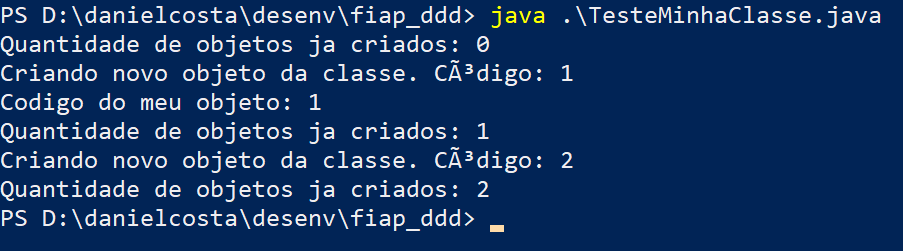 PS D:\danielcosta\desenv\fiap_ddd> java .\TesteMinhaClasse.java
Quantidade de objetos ja criados: 0
Criando novo objeto da classe. CÃ³digo: 1
Codigo do meu objeto: 1
Quantidade de objetos ja criados: 1
Criando novo objeto da classe. CÃ³digo: 2
Quantidade de objetos ja criados: 2
PS D:\danielcosta\desenv\fiap_ddd>